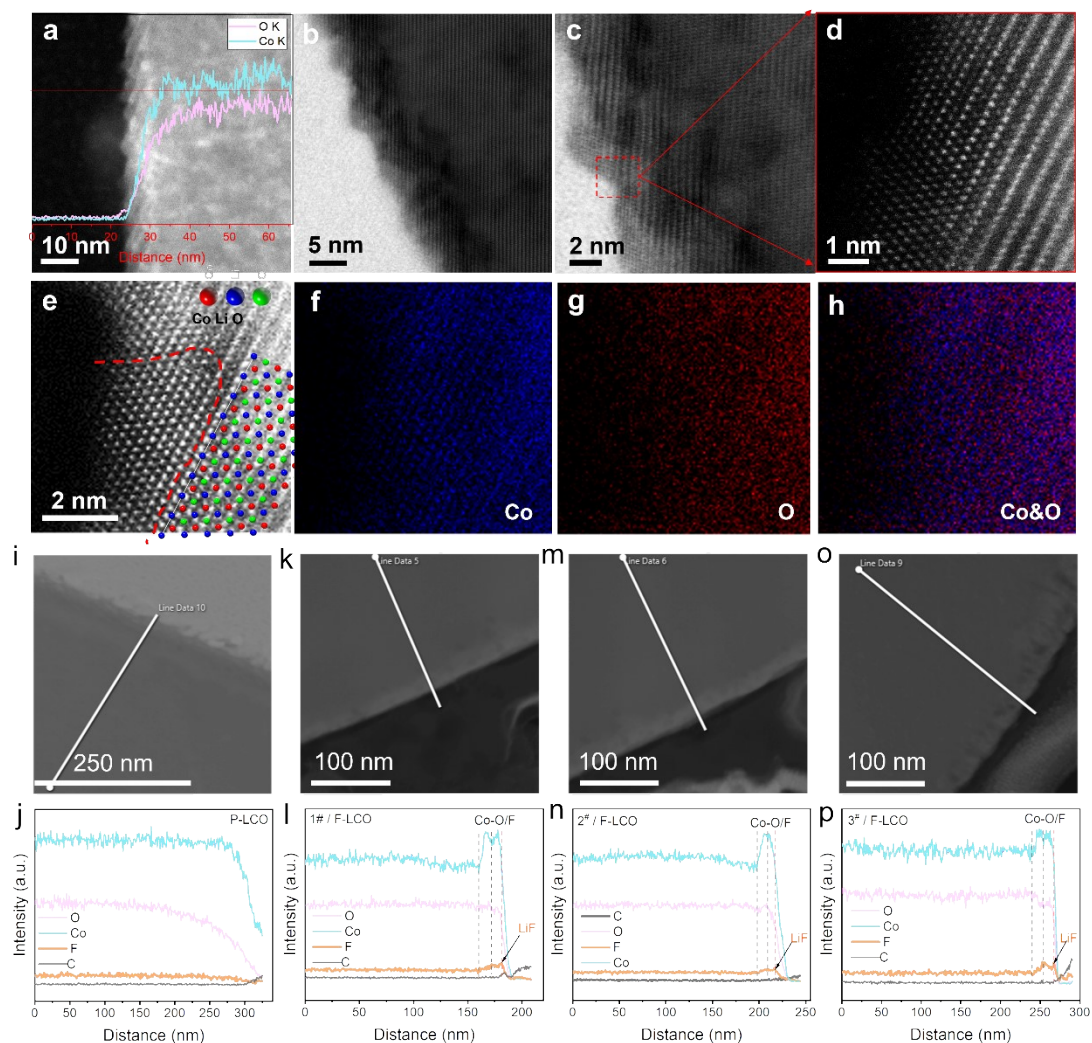 a
O K
Co K
10 nm
0
10
20
30
40
50
60
Distance (nm)
b
5 nm
c
2 nm
d
1 nm
e
Co Li O
2 nm
f
Co
g
O
h
Co&O
i
Line Data 10
250 nm
k
Line Data 5
100 nm
m
Line Data 6
100 nm
o
Line Data 9
100 nm
j
P-LCO
Intensity (a.u.)
O
Co
F
C
0 50 100 150 200 250 300
Distance (nm)
l
1# / F-LCO
Co-O/F
Intensity (a.u.)
O
Co
F
C
LiF
0 50 100 150 200
Distance (nm)
n
2# / F-LCO
Co-O/F
Intensity (a.u.)
C
O
F
Co
LiF
0 50 100 150 200 250
Distance (nm)
p
3# / F-LCO
Co-O/F
Intensity (a.u.)
O
Co
F
C
LiF
0 50 100 150 200 250 300
Distance (nm)